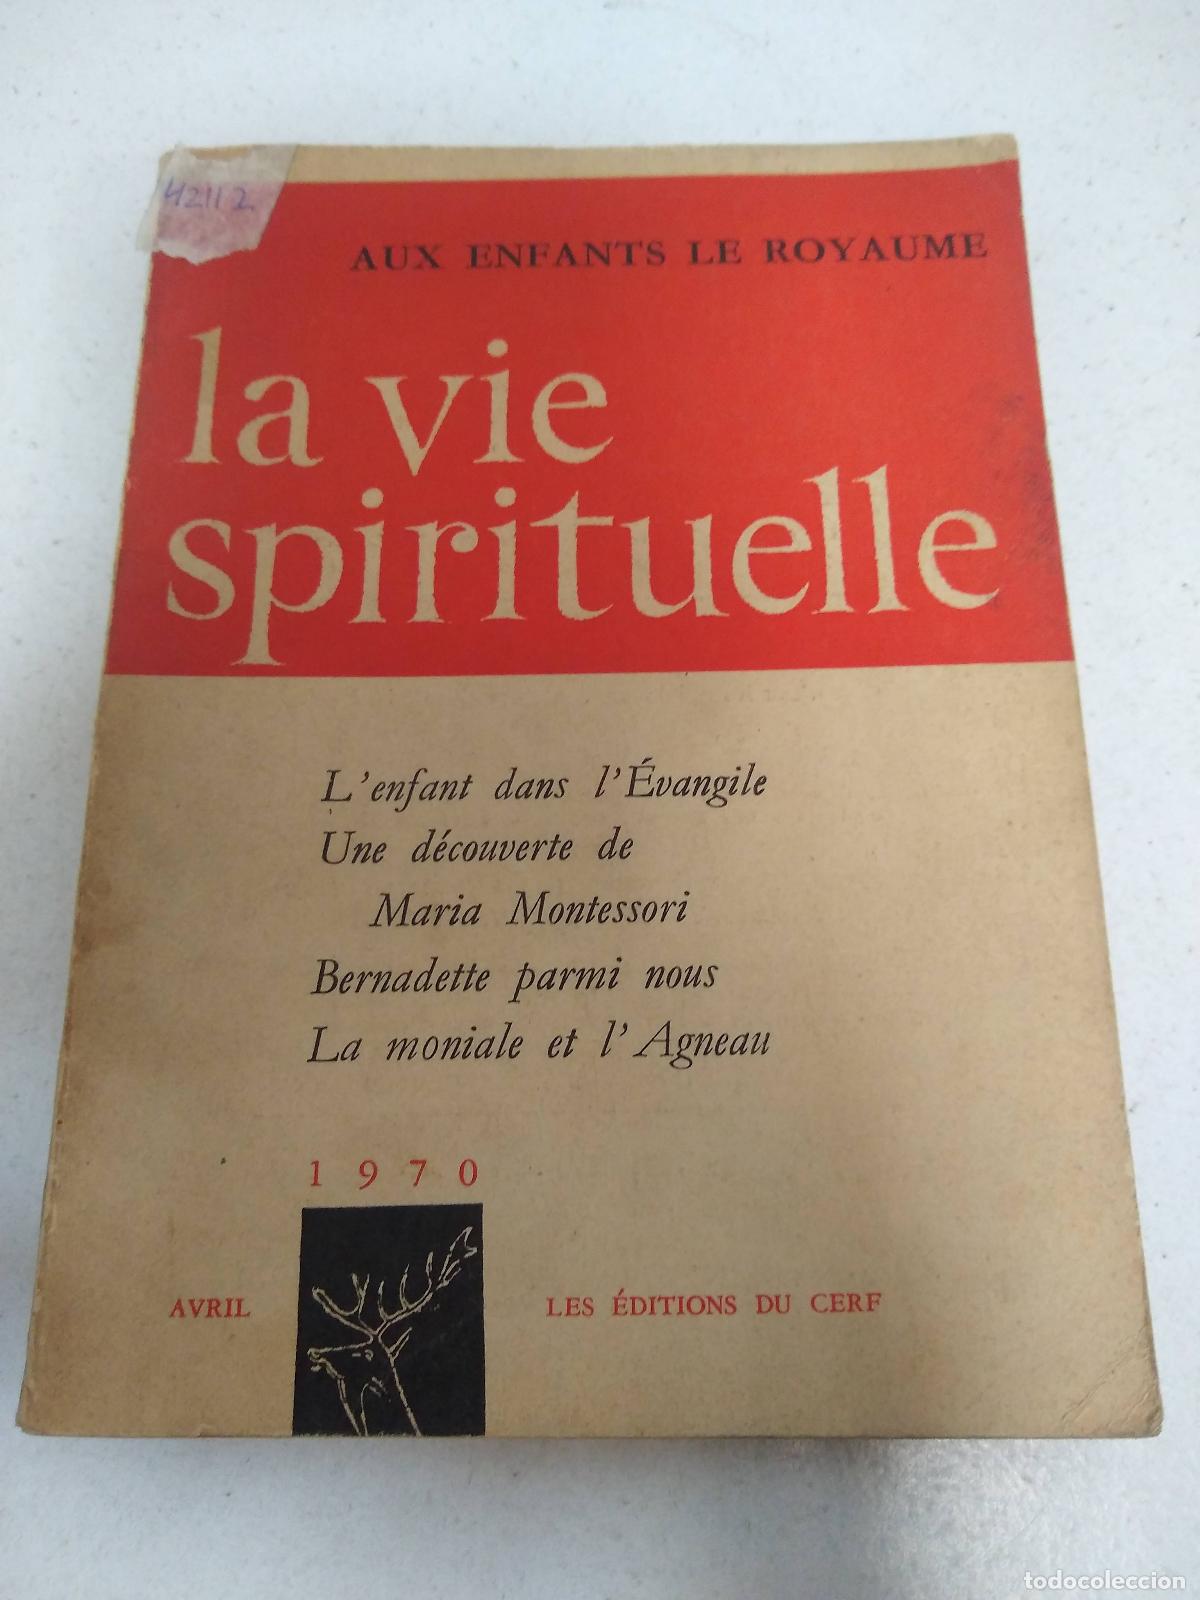 42112
AUX ENFANTS LE ROYAUME
la vie
spirituelle
L'enfant dans l'Évangile
Une découverte de
Maria Montessori
Bernadette parmi nous
La moniale et l'Agneau
1970
AVRIL
LES ÉDITIONS DU CERF
todocoleccion